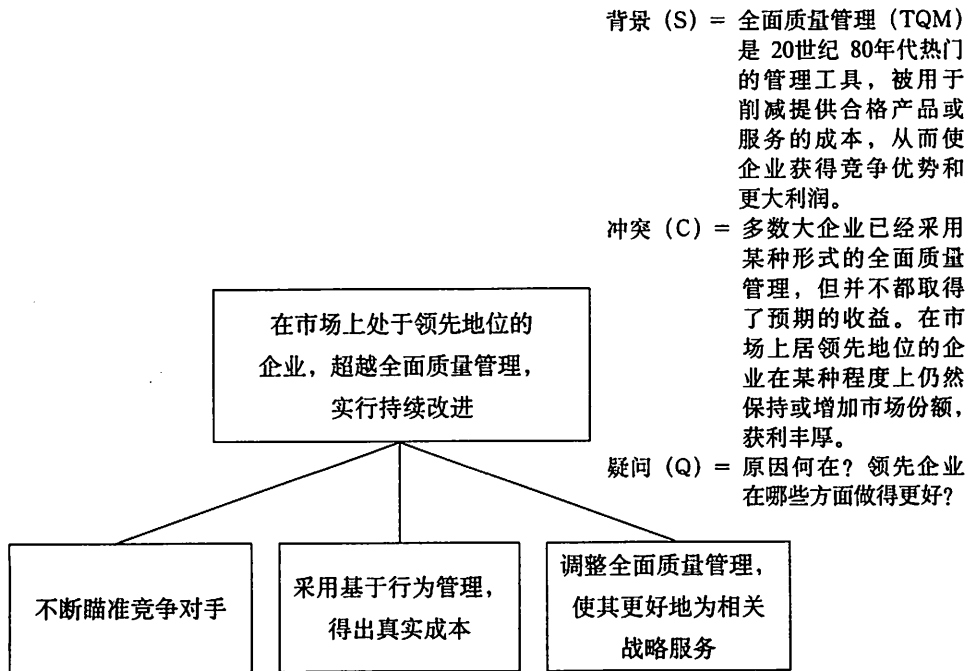 背景（S）= 全面质量管理（TQM）
是 20世纪 80年代热门
的管理工具，被用于
削减提供合格产品或
服务的成本，从而使
企业获得竞争优势和
更大利润。
冲突（C）= 多数大企业已经采用
某种形式的全面质量
管理，但并不都取得
了预期的收益。在市
场上居领先地位的企
业在某种程度上仍然
保持或增加市场份额，
获利丰厚。
疑问（Q）= 原因何在？领先企业
在哪些方面做得更好？
在市场上处于领先地位的
企业，超越全面质量管理，
实行持续改进
不断瞄准竞争对手
采用基于行为管理，
得出真实成本
调整全面质量管理，
使其更好地为相关
战略服务